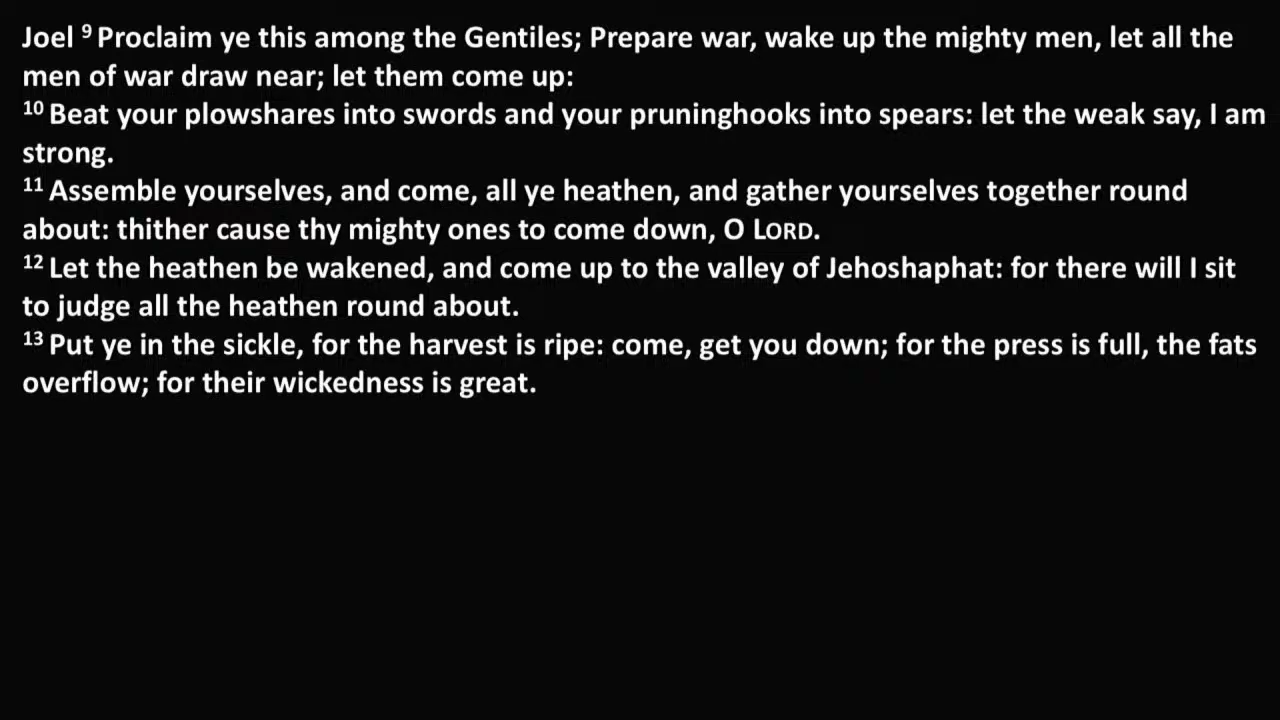 Joel ⁹ Proclaim ye this among the Gentiles; Prepare war, wake up the mighty men, let all the
men of war draw near; let them come up:
¹⁰ Beat your plowshares into swords and your pruninghooks into spears: let the weak say, I am
strong.
¹¹ Assemble yourselves, and come, all ye heathen, and gather yourselves together round
about: thither cause thy mighty ones to come down, O LORD.
¹² Let the heathen be wakened, and come up to the valley of Jehoshaphat: for there will I sit
to judge all the heathen round about.
¹³ Put ye in the sickle, for the harvest is ripe: come, get you down; for the press is full, the fats
overflow; for their wickedness is great.